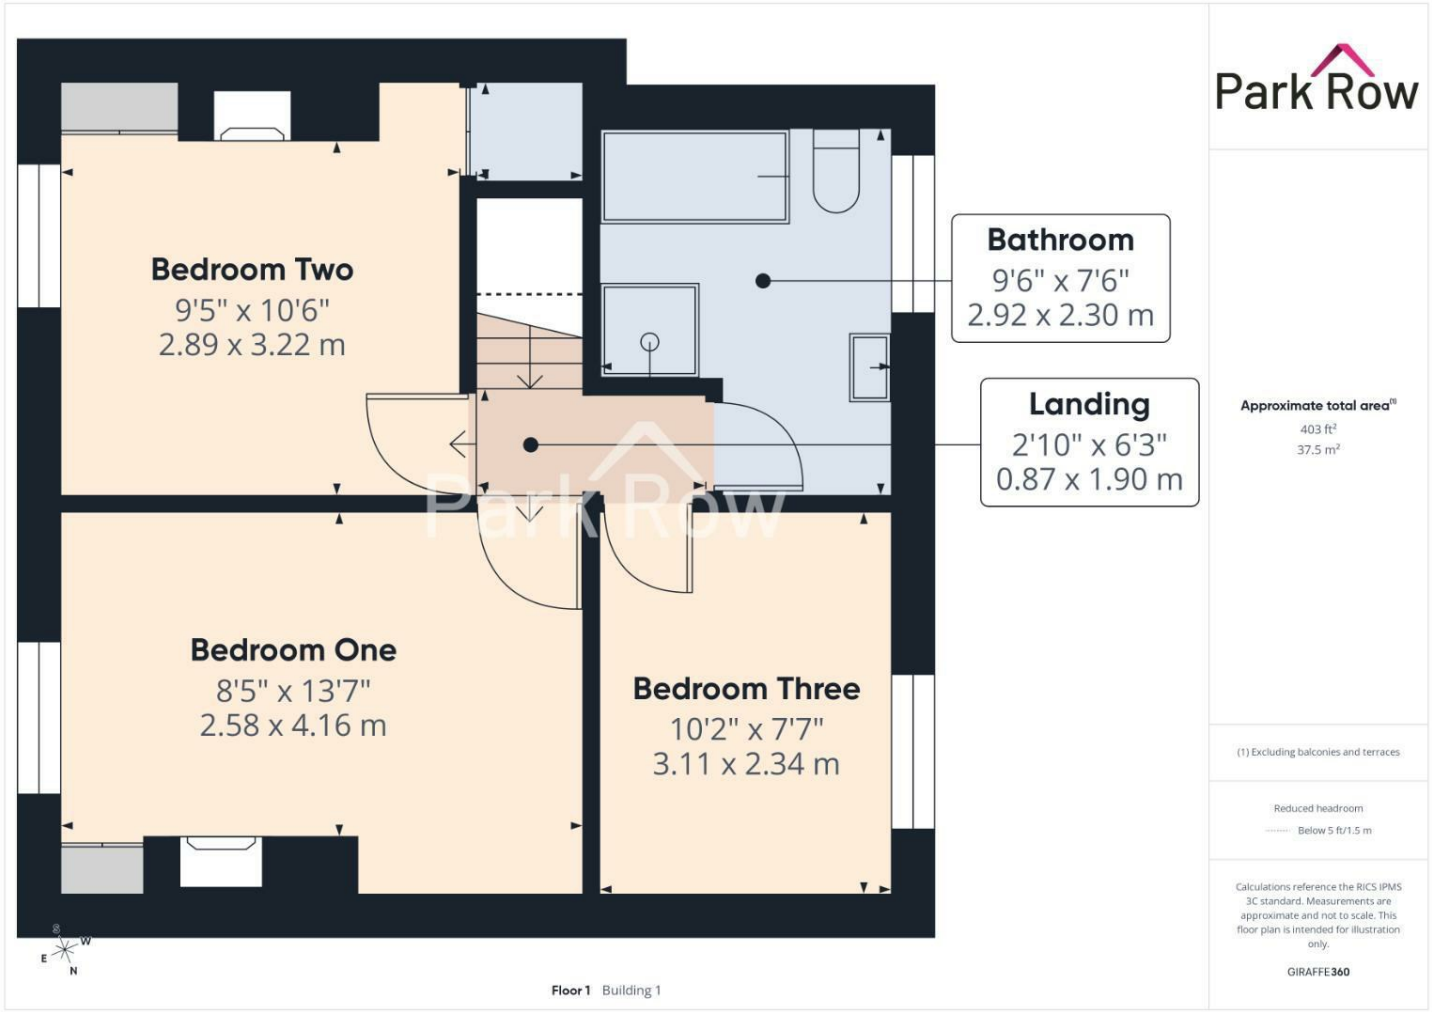 Park Row
Bedroom Two
9'5" x 10'6"
2.89 x 3.22 m
Bathroom
9'6" x 7'6"
2.92 x 2.30 m
Landing
2'10" x 6'3"
0.87 x 1.90 m
Park Row
Bedroom One
8'5" x 13'7"
2.58 x 4.16 m
Bedroom Three
10'2" x 7'7"
3.11 x 2.34 m
Approximate total area(1)
403 ft²
37.5 m²
(1) Excluding balconies and terraces
Reduced headroom
Below 5 ft/1.5 m
Calculations reference the RICS IPMS
3C standard. Measurements are
approximate and not to scale. This
floor plan is intended for illustration
only.
GIRAFFE360
S
W
E
N
Floor 1 Building 1